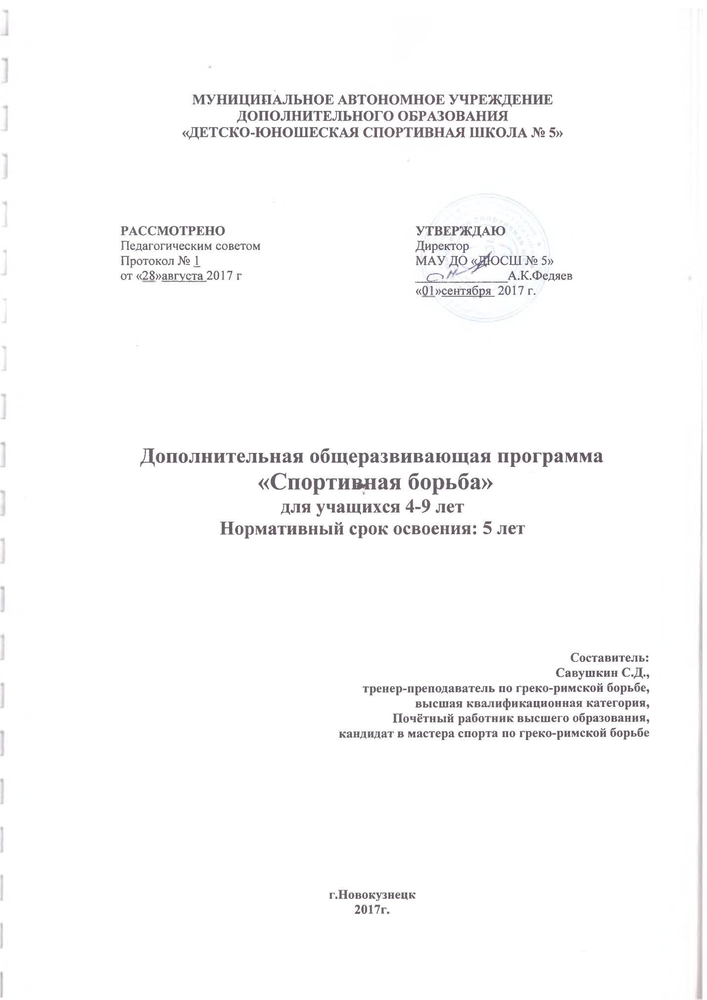 МУНИЦИПАЛЬНОЕ АВТОНОМНОЕ УЧРЕЖДЕНИЕ
ДОПОЛНИТЕЛЬНОГО ОБРАЗОВАНИЯ
«ДЕТСКО-ЮНОШЕСКАЯ СПОРТИВНАЯ ШКОЛА № 5»
РАССМОТРЕНО
Педагогическим советом
Протокол № 1
от «28»августа 2017 г
УТВЕРЖДАЮ
Директор
МАУ ДО «ДЮСШ № 5»
А.К.Федяев
«01»сентября 2017 г.
Дополнительная общеразвивающая программа
«Спортивная борьба»
для учащихся 4-9 лет
Нормативный срок освоения: 5 лет
Составитель:
Савушкин С.Д.,
тренер-преподаватель по греко-римской борьбе,
высшая квалификационная категория,
Почётный работник высшего образования,
кандидат в мастера спорта по греко-римской борьбе
г.Новокузнецк
2017г.